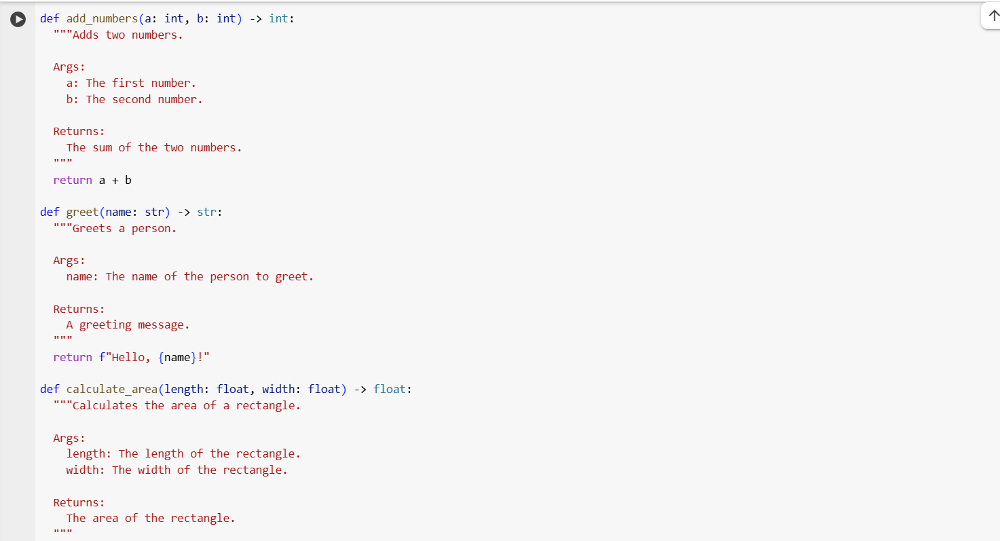 def add_numbers(a: int, b: int) -> int:
  """Adds two numbers.

  Args:
    a: The first number.
    b: The second number.

  Returns:
    The sum of the two numbers.
  """
  return a + b

def greet(name: str) -> str:
  """Greets a person.

  Args:
    name: The name of the person to greet.

  Returns:
    A greeting message.
  """
  return f"Hello, {name}!"

def calculate_area(length: float, width: float) -> float:
  """Calculates the area of a rectangle.

  Args:
    length: The length of the rectangle.
    width: The width of the rectangle.

  Returns:
    The area of the rectangle.
  """